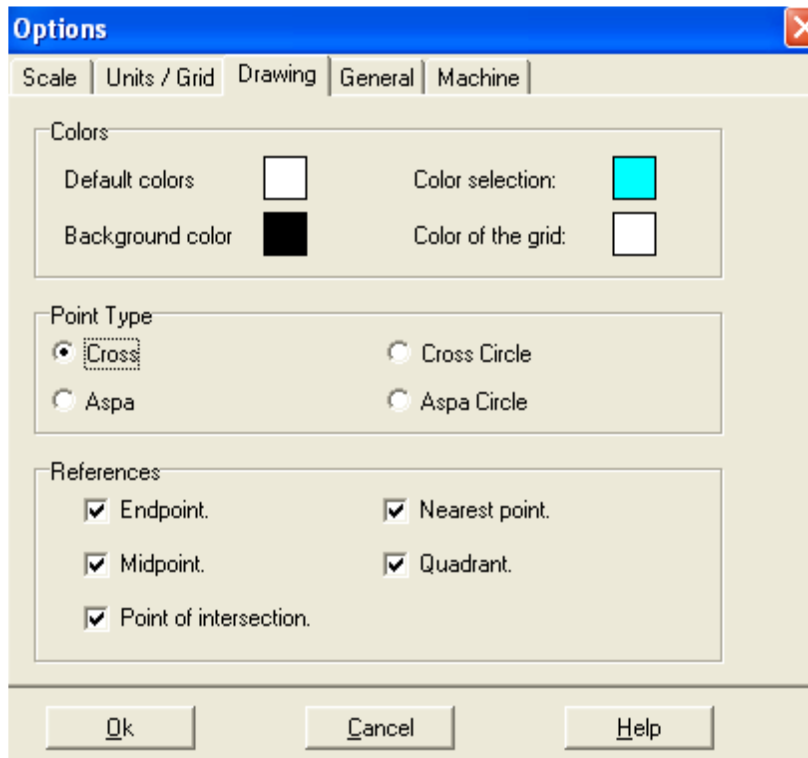 Options
Scale Units / Grid Drawing General Machine
Colors
Default colors Color selection:
Background color Color of the grid:
Point Type
Cross Cross Circle
Aspa Aspa Circle
References
Endpoint. Nearest point.
Midpoint. Quadrant.
Point of intersection.
Ok Cancel Help